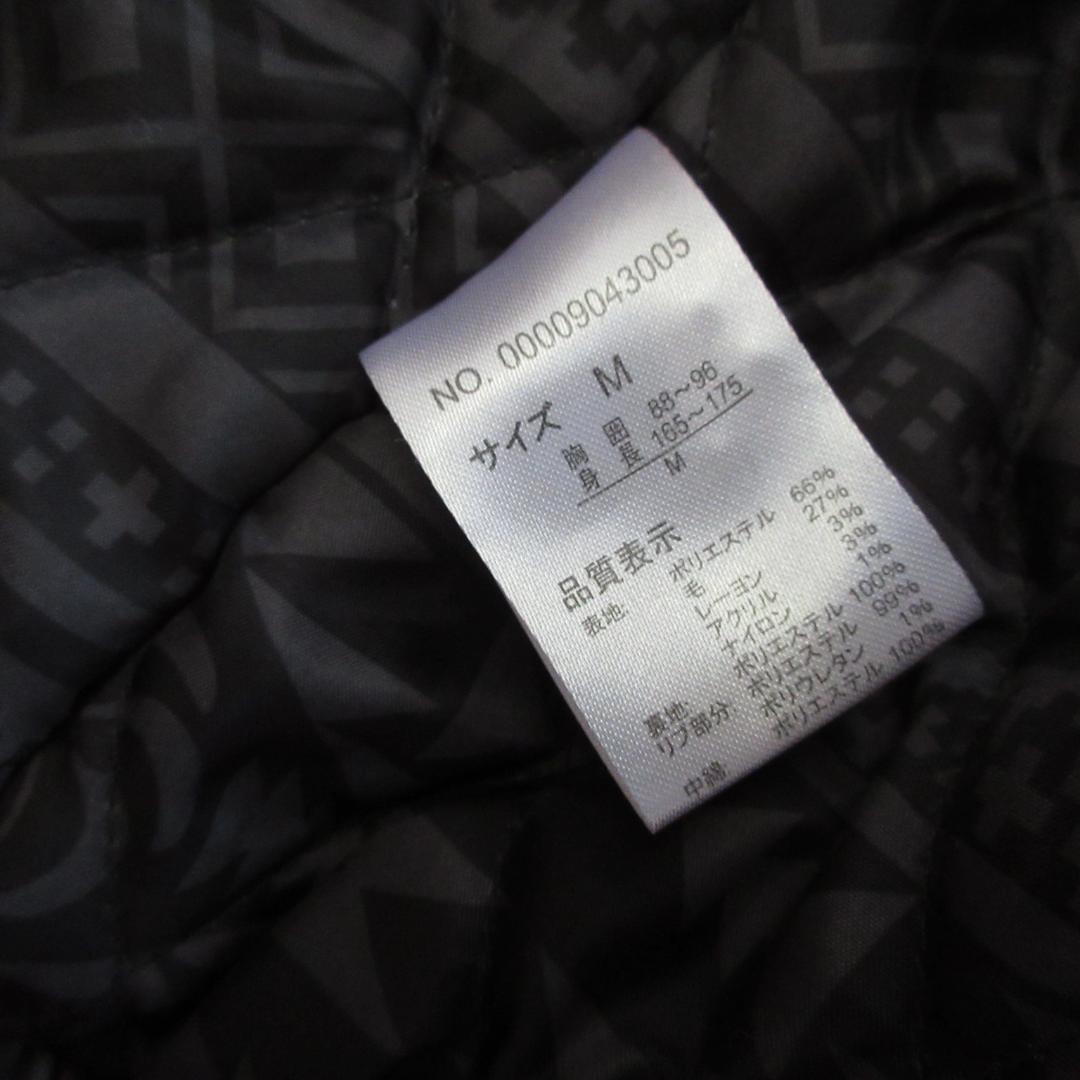 NO. 00009043005
サイズ M
胸囲 88～96
身長 165～175
M
品質表示
表地 ポリエステル 66%
毛 27%
レーヨン 3%
アクリル 3%
ナイロン 1%
裏地 ポリエステル 100%
リブ部分 ポリエステル 99%
ポリウレタン 1%
中綿 ポリエステル 100%